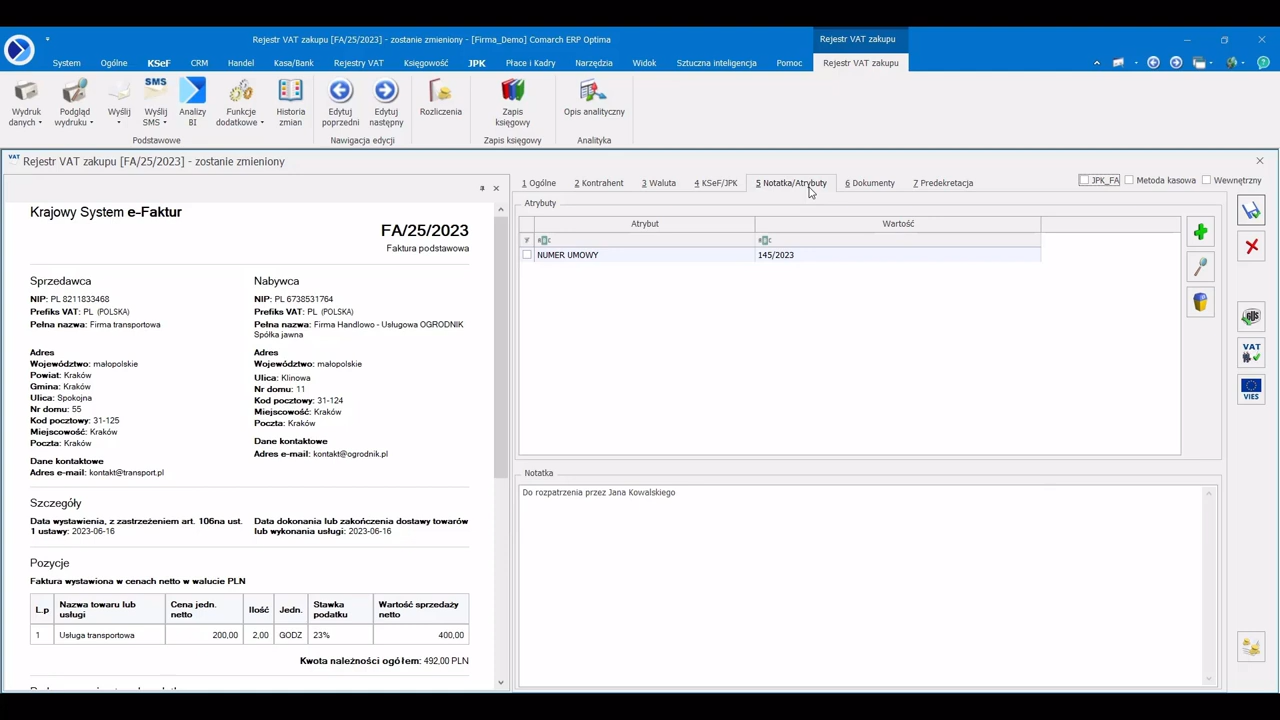 Rejestr VAT zakupu [FA/25/2023] - zostanie zmieniony - [Firma_Demo] Comarch ERP Optima
Rejestr VAT zakupu
System
Ogólne
KSeF
CRM
Handel
Kasa/Bank
Rejestry VAT
Księgowość
JPK
Płace i Kadry
Narzędzia
Widok
Sztuczna inteligencja
Pomoc
Rejestr VAT zakupu
Wydruk danych
Podgląd wydruku
Wyślij
SMS
Wyślij SMS
Analizy BI
Funkcje dodatkowe
Historia zmian
Edytuj poprzedni
Edytuj następny
Rozliczenia
Zapis księgowy
Opis analityczny
Podstawowe
Nawigacja edycji
Zapis księgowy
Analityka
VAT
Rejestr VAT zakupu [FA/25/2023] - zostanie zmieniony
Krajowy System e-Faktur
FA/25/2023
Faktura podstawowa
Sprzedawca
NIP: PL 8211833468
Prefiks VAT: PL (POLSKA)
Pełna nazwa: Firma transportowa
Adres
Województwo: małopolskie
Powiat: Kraków
Gmina: Kraków
Ulica: Spokojna
Nr domu: 55
Kod pocztowy: 31-125
Miejscowość: Kraków
Poczta: Kraków
Dane kontaktowe
Adres e-mail: kontakt@transport.pl
Nabywca
NIP: PL 6738531764
Prefiks VAT: PL (POLSKA)
Pełna nazwa: Firma Handlowo - Usługowa OGRODNIK
Spółka jawna
Adres
Województwo: małopolskie
Ulica: Klinowa
Nr domu: 11
Kod pocztowy: 31-124
Miejscowość: Kraków
Poczta: Kraków
Dane kontaktowe
Adres e-mail: kontakt@ogrodnik.pl
Szczegóły
Data wystawienia, z zastrzeżeniem art. 106na ust.
1 ustawy: 2023-06-16
Data dokonania lub zakończenia dostawy towarów
lub wykonania usługi: 2023-06-16
Pozycje
Faktura wystawiona w cenach netto w walucie PLN
L.p
Nazwa towaru lub usługi
Cena jedn. netto
Ilość
Jedn.
Stawka podatku
Wartość sprzedaży netto
1
Usługa transportowa
200,00
2,00
GODZ
23%
400,00
Kwota należności ogółem: 492,00 PLN
1 Ogólne
2 Kontrahent
3 Waluta
4 KSeF/JPK
5 Notatka/Atrybuty
6 Dokumenty
7 Predekretacja
JPK_FA
Metoda kasowa
Wewnętrzny
Atrybuty
Atrybut
Wartość
NUMER UMOWY
145/2023
Notatka
Do rozpatrzenia przez Jana Kowalskiego
GUS
VAT
VIES